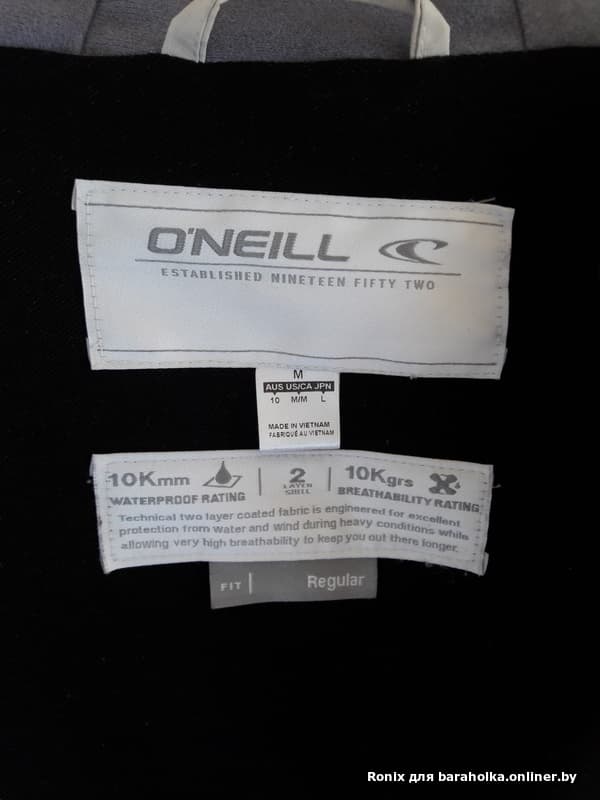 O'NEILL
ESTABLISHED NINETEEN FIFTY TWO
M
AUS US/CA JPN
10 M/M L
MADE IN VIETNAM
FABRIQUÉ AU VIETNAM
10Kmm
WATERPROOF RATING
2
LAYER
SHELL
10Kgrs
BREATHABILITY RATING
Technical two layer coated fabric is engineered for excellent
protection from water and wind during heavy conditions while
allowing very high breathability to keep you out there longer.
FIT Regular
Ronix для baraholka.onliner.by